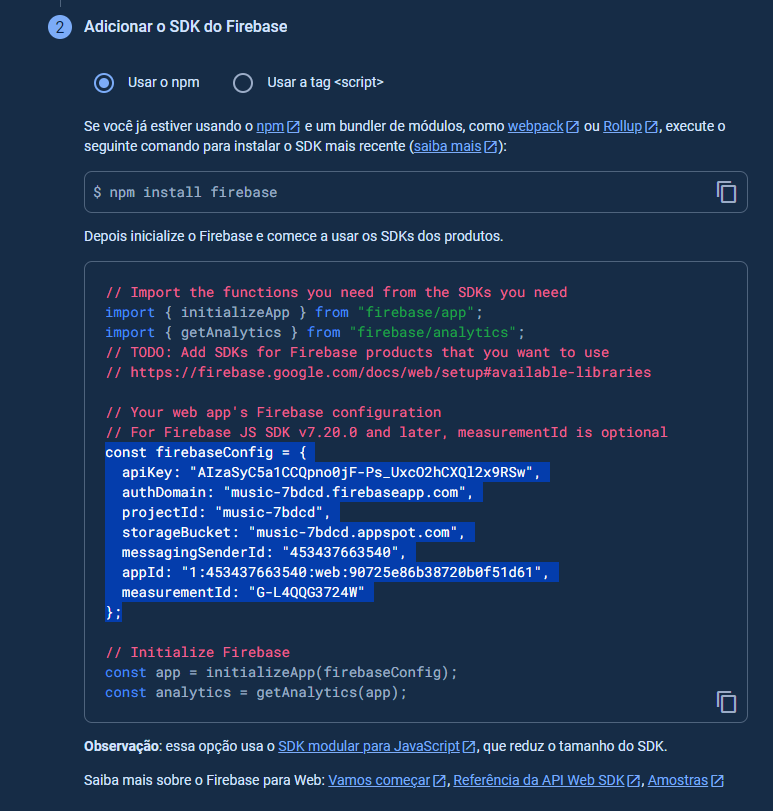 2 Adicionar o SDK do Firebase
Usar o npm Usar a tag <script>
Se você já estiver usando o npm e um bundler de módulos, como webpack ou Rollup, execute o
seguinte comando para instalar o SDK mais recente (saiba mais):
$ npm install firebase
Depois inicialize o Firebase e comece a usar os SDKs dos produtos.
// Import the functions you need from the SDKs you need
import { initializeApp } from "firebase/app";
import { getAnalytics } from "firebase/analytics";
// TODO: Add SDKs for Firebase products that you want to use
// https://firebase.google.com/docs/web/setup#available-libraries
// Your web app's Firebase configuration
// For Firebase JS SDK v7.20.0 and later, measurementId is optional
const firebaseConfig = {
apiKey: "AIzaSyC5a1CCQpno0jF-Ps_UxcO2hCXQl2x9RSw",
authDomain: "music-7bdcd.firebaseapp.com",
projectId: "music-7bdcd",
storageBucket: "music-7bdcd.appspot.com",
messagingSenderId: "453437663540",
appId: "1:453437663540:web:90725e86b38720b0f51d61",
measurementId: "G-L4QQG3724W"
};
// Initialize Firebase
const app = initializeApp(firebaseConfig);
const analytics = getAnalytics(app);
Observação: essa opção usa o SDK modular para JavaScript, que reduz o tamanho do SDK.
Saiba mais sobre o Firebase para Web: Vamos começar, Referência da API Web SDK, Amostras